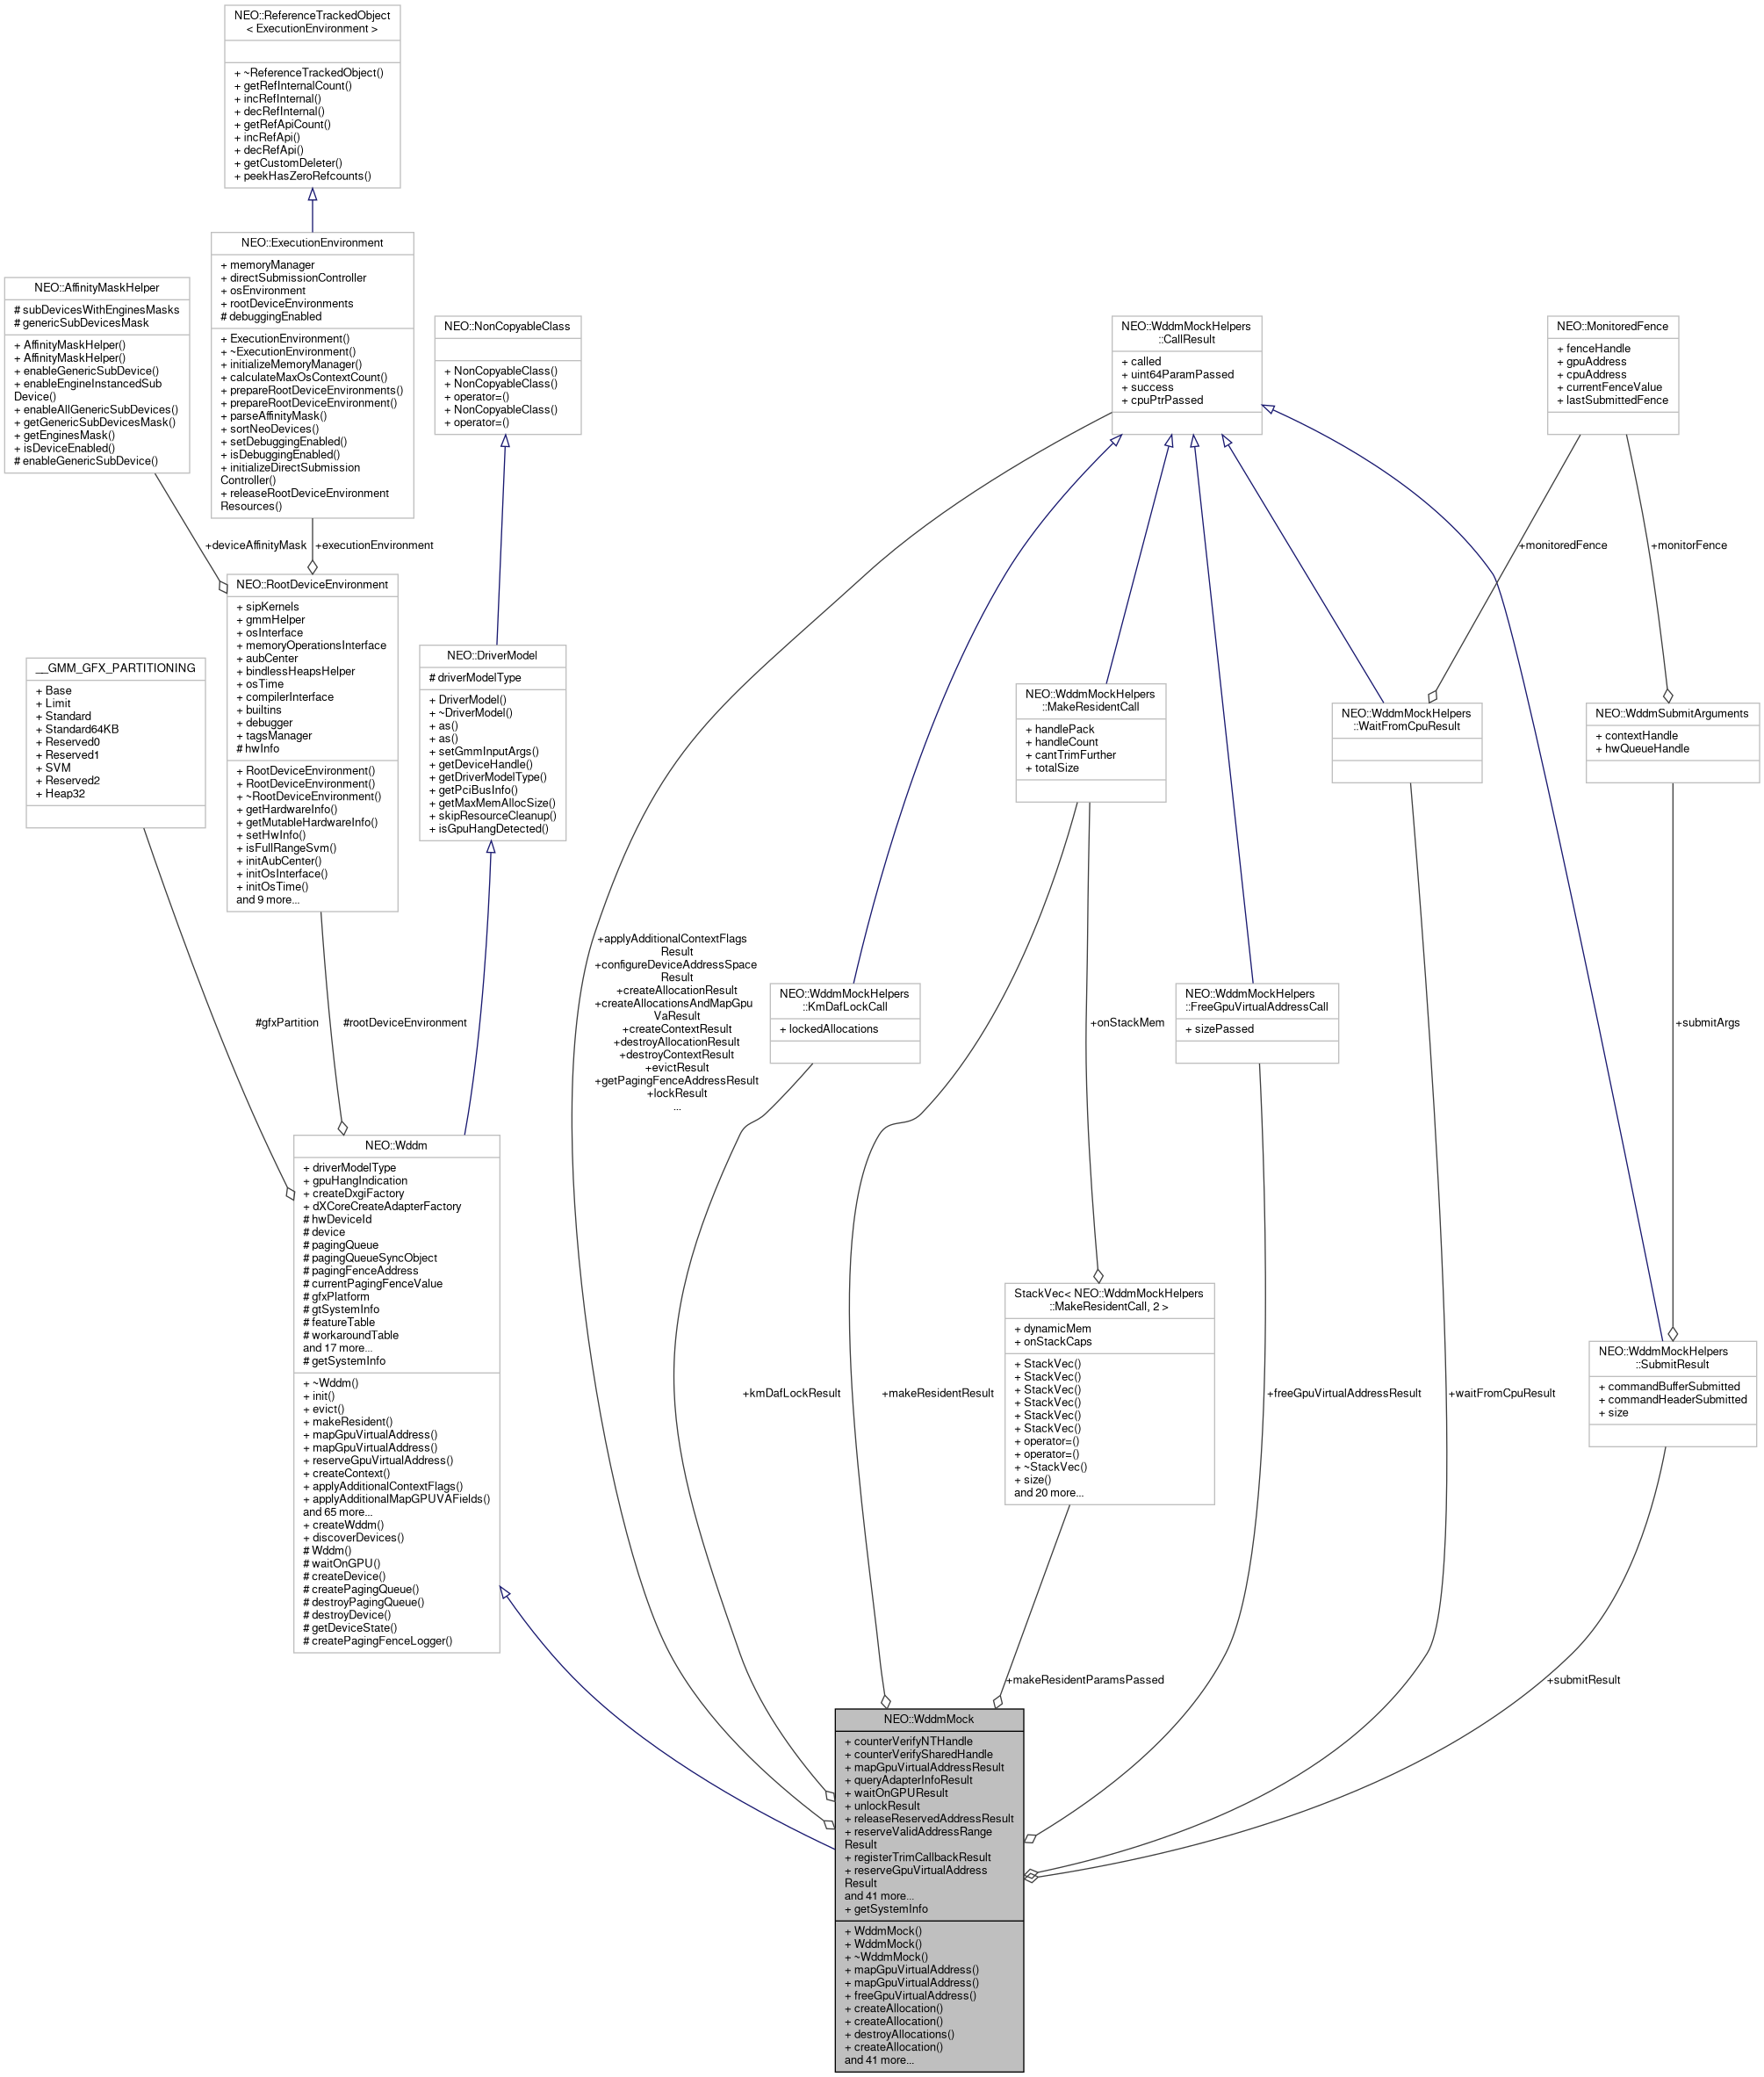 NEO::ReferenceTrackedObject
< ExecutionEnvironment >
+ ~ReferenceTrackedObject()
+ getRefInternalCount()
+ incRefInternal()
+ decRefInternal()
+ getRefApiCount()
+ incRefApi()
+ decRefApi()
+ getCustomDeleter()
+ peekHasZeroRefcounts()
NEO::ExecutionEnvironment
+ memoryManager
+ directSubmissionController
+ osEnvironment
+ rootDeviceEnvironments
# debuggingEnabled
+ ExecutionEnvironment()
+ ~ExecutionEnvironment()
+ initializeMemoryManager()
+ calculateMaxOsContextCount()
+ prepareRootDeviceEnvironments()
+ prepareRootDeviceEnvironment()
+ parseAffinityMask()
+ sortNeoDevices()
+ setDebuggingEnabled()
+ isDebuggingEnabled()
+ initializeDirectSubmission
Controller()
+ releaseRootDeviceEnvironment
Resources()
NEO::AffinityMaskHelper
# subDevicesWithEnginesMasks
# genericSubDevicesMask
+ AffinityMaskHelper()
+ AffinityMaskHelper()
+ enableGenericSubDevice()
+ enableEngineInstancedSub
Device()
+ enableAllGenericSubDevices()
+ getGenericSubDevicesMask()
+ getEnginesMask()
+ isDeviceEnabled()
# enableGenericSubDevice()
NEO::NonCopyableClass
+ NonCopyableClass()
+ NonCopyableClass()
+ operator=()
+ NonCopyableClass()
+ operator=()
NEO::WddmMockHelpers
::CallResult
+ called
+ uint64ParamPassed
+ success
+ cpuPtrPassed
NEO::MonitoredFence
+ fenceHandle
+ gpuAddress
+ cpuAddress
+ currentFenceValue
+ lastSubmittedFence
+deviceAffinityMask
+executionEnvironment
+monitoredFence
+monitorFence
NEO::RootDeviceEnvironment
+ sipKernels
+ gmmHelper
+ osInterface
+ memoryOperationsInterface
+ aubCenter
+ bindlessHeapsHelper
+ osTime
+ compilerInterface
+ builtins
+ debugger
+ tagsManager
# hwInfo
+ RootDeviceEnvironment()
+ RootDeviceEnvironment()
+ ~RootDeviceEnvironment()
+ getHardwareInfo()
+ getMutableHardwareInfo()
+ setHwInfo()
+ isFullRangeSvm()
+ initAubCenter()
+ initOsInterface()
+ initOsTime()
and 9 more...
__GMM_GFX_PARTITIONING
+ Base
+ Limit
+ Standard
+ Standard64KB
+ Reserved0
+ Reserved1
+ SVM
+ Reserved2
+ Heap32
NEO::DriverModel
# driverModelType
+ DriverModel()
+ ~DriverModel()
+ as()
+ as()
+ setGmmInputArgs()
+ getDeviceHandle()
+ getDriverModelType()
+ getPciBusInfo()
+ getMaxMemAllocSize()
+ skipResourceCleanup()
+ isGpuHangDetected()
NEO::WddmMockHelpers
::MakeResidentCall
+ handlePack
+ handleCount
+ cantTrimFurther
+ totalSize
NEO::WddmMockHelpers
::WaitFromCpuResult
NEO::WddmSubmitArguments
+ contextHandle
+ hwQueueHandle
+applyAdditionalContextFlags
Result
+configureDeviceAddressSpace
Result
+createAllocationResult
+createAllocationsAndMapGpu
VaResult
+createContextResult
+destroyAllocationResult
+destroyContextResult
+evictResult
+getPagingFenceAddressResult
+lockResult
...
NEO::WddmMockHelpers
::KmDafLockCall
+ lockedAllocations
NEO::WddmMockHelpers
::FreeGpuVirtualAddressCall
+ sizePassed
#gfxPartition
#rootDeviceEnvironment
+onStackMem
+submitArgs
NEO::Wddm
+ driverModelType
+ gpuHangIndication
+ createDxgiFactory
+ dXCoreCreateAdapterFactory
# hwDeviceId
# device
# pagingQueue
# pagingQueueSyncObject
# pagingFenceAddress
# currentPagingFenceValue
# gfxPlatform
# gtSystemInfo
# featureTable
# workaroundTable
and 17 more...
# getSystemInfo
+ ~Wddm()
+ init()
+ evict()
+ makeResident()
+ mapGpuVirtualAddress()
+ mapGpuVirtualAddress()
+ reserveGpuVirtualAddress()
+ createContext()
+ applyAdditionalContextFlags()
+ applyAdditionalMapGPUVAFields()
and 65 more...
+ createWddm()
+ discoverDevices()
# Wddm()
# waitOnGPU()
# createDevice()
# createPagingQueue()
# destroyPagingQueue()
# destroyDevice()
# getDeviceState()
# createPagingFenceLogger()
StackVec< NEO::WddmMockHelpers
::MakeResidentCall, 2 >
+ dynamicMem
+ onStackCaps
+ StackVec()
+ StackVec()
+ StackVec()
+ StackVec()
+ StackVec()
+ StackVec()
+ operator=()
+ operator=()
+ ~StackVec()
+ size()
and 20 more...
NEO::WddmMockHelpers
::SubmitResult
+ commandBufferSubmitted
+ commandHeaderSubmitted
+ size
+kmDafLockResult
+makeResidentResult
+freeGpuVirtualAddressResult
+waitFromCpuResult
+makeResidentParamsPassed
+submitResult
NEO::WddmMock
+ counterVerifyNTHandle
+ counterVerifySharedHandle
+ mapGpuVirtualAddressResult
+ queryAdapterInfoResult
+ waitOnGPUResult
+ unlockResult
+ releaseReservedAddressResult
+ reserveValidAddressRange
Result
+ registerTrimCallbackResult
+ reserveGpuVirtualAddress
Result
and 41 more...
+ getSystemInfo
+ WddmMock()
+ WddmMock()
+ ~WddmMock()
+ mapGpuVirtualAddress()
+ mapGpuVirtualAddress()
+ freeGpuVirtualAddress()
+ createAllocation()
+ createAllocation()
+ destroyAllocations()
+ createAllocation()
and 41 more...